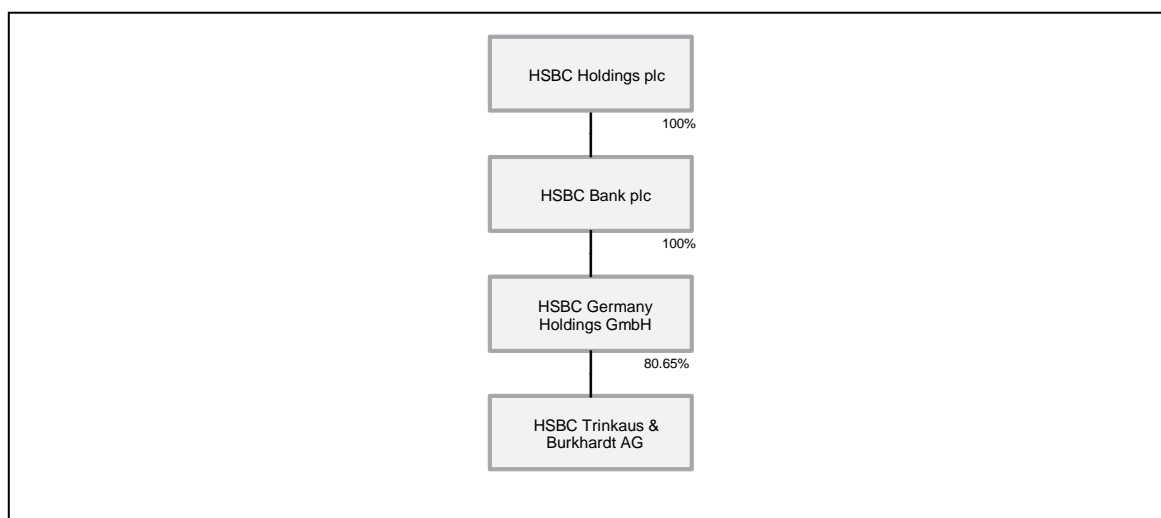 HSBC Holdings plc
100%
HSBC Bank plc
100%
HSBC Germany
Holdings GmbH
80.65%
HSBC Trinkaus &
Burkhardt AG